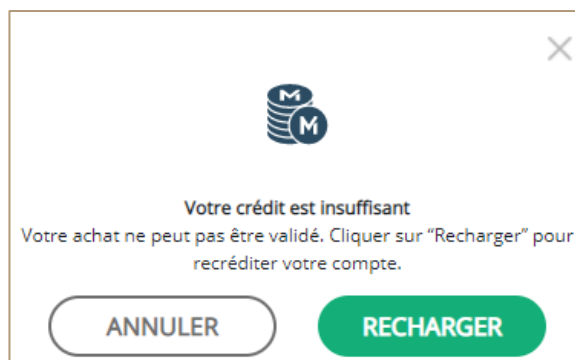 Votre crédit est insuffisant
Votre achat ne peut pas être validé. Cliquer sur “Recharger” pour
recréditer votre compte.
ANNULER RECHARGER